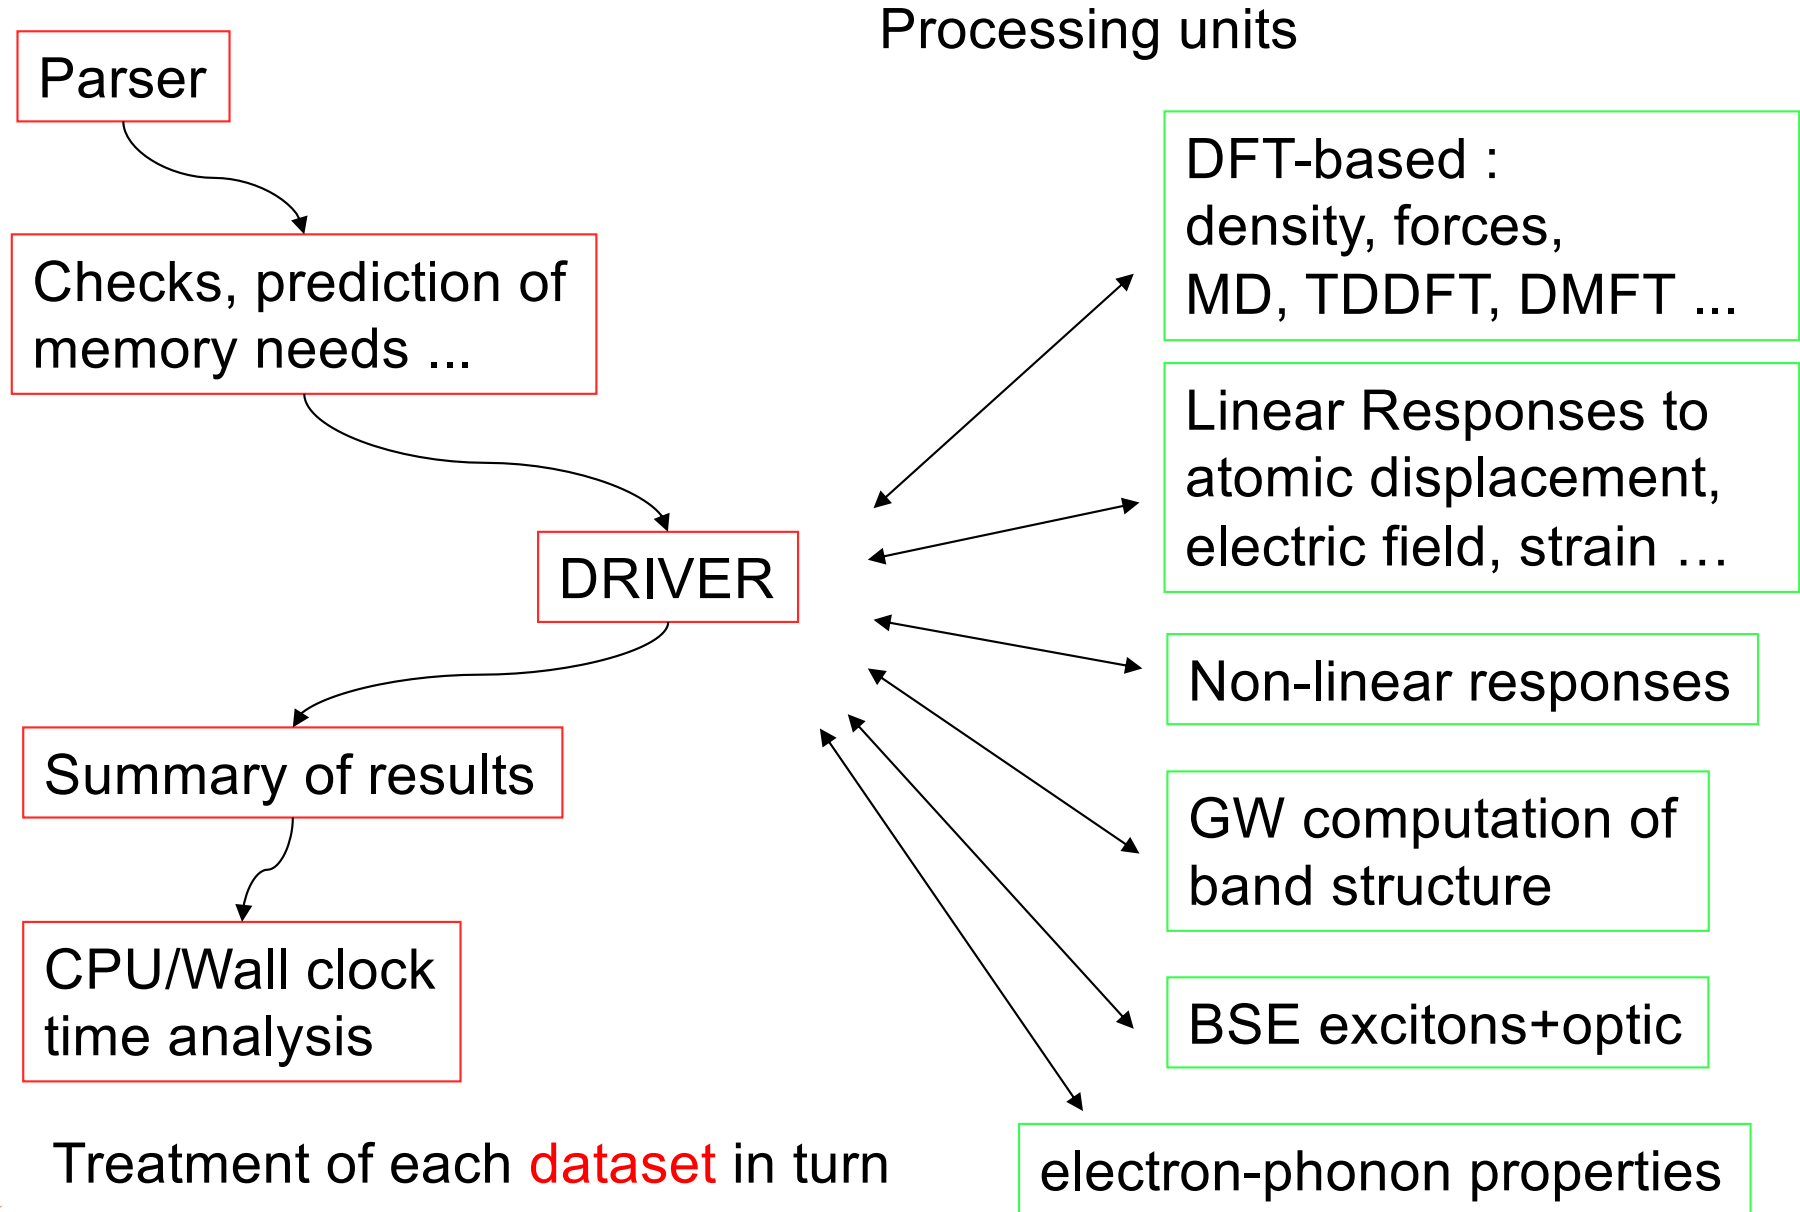 Processing units
Parser
Checks, prediction of
memory needs ...
DRIVER
Summary of results
CPU/Wall clock
time analysis
Treatment of each dataset in turn
DFT-based :
density, forces,
MD, TDDFT, DMFT ...
Linear Responses to
atomic displacement,
electric field, strain …
Non-linear responses
GW computation of
band structure
BSE excitons+optic
electron-phonon properties